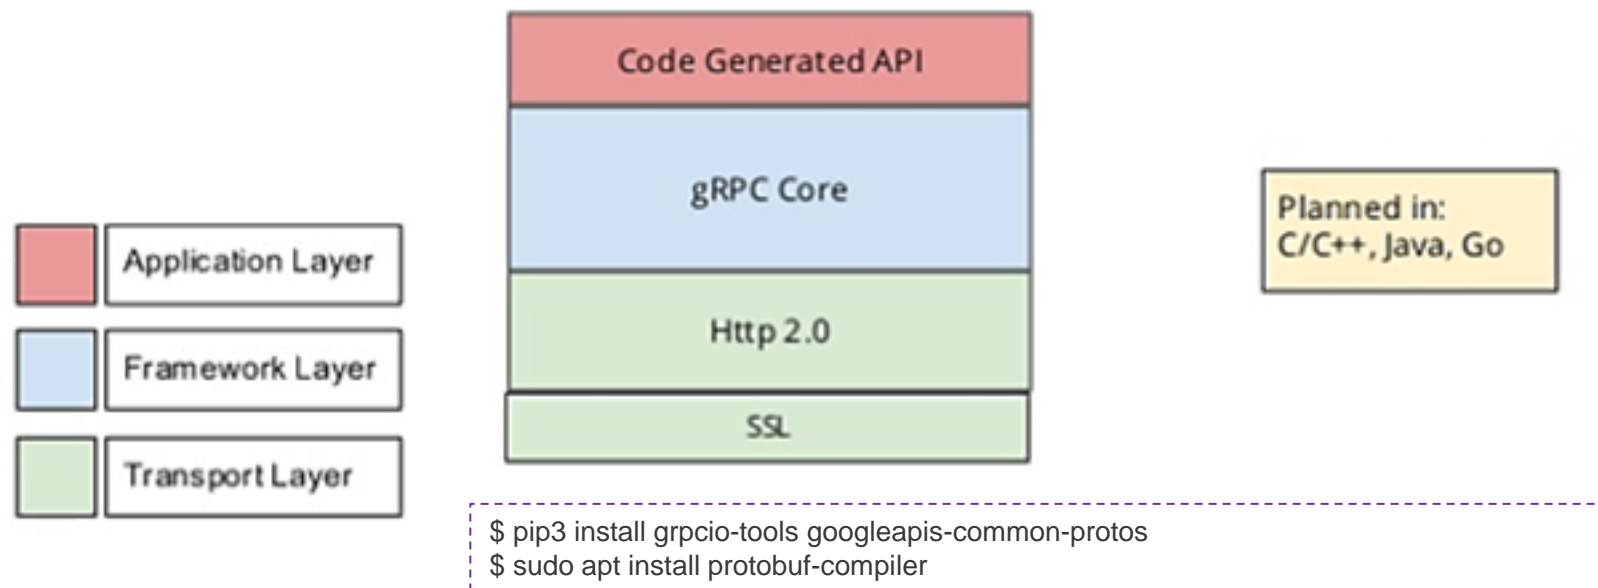 Code Generated API
gRPC Core
Http 2.0
SSL
Application Layer
Framework Layer
Transport Layer
Planned in:
C/C++, Java, Go
$ pip3 install grpcio-tools googleapis-common-protos
$ sudo apt install protobuf-compiler